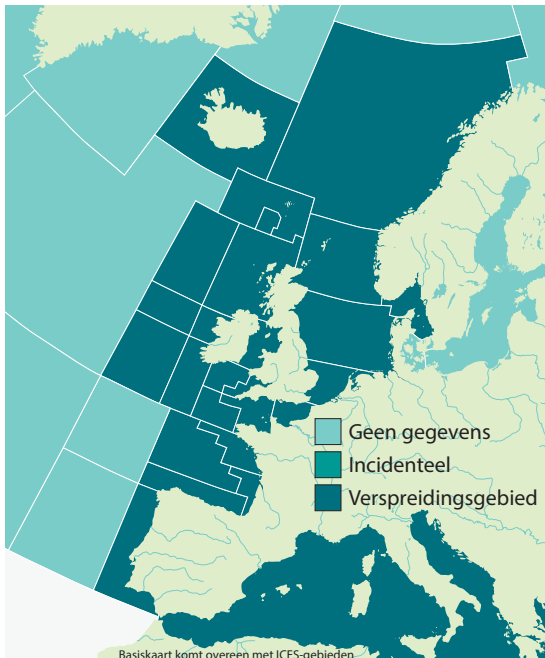 Geen gegevens
Incidenteel
Verspreidingsgebied
Basiskaart komt overeen met ICES-gebieden